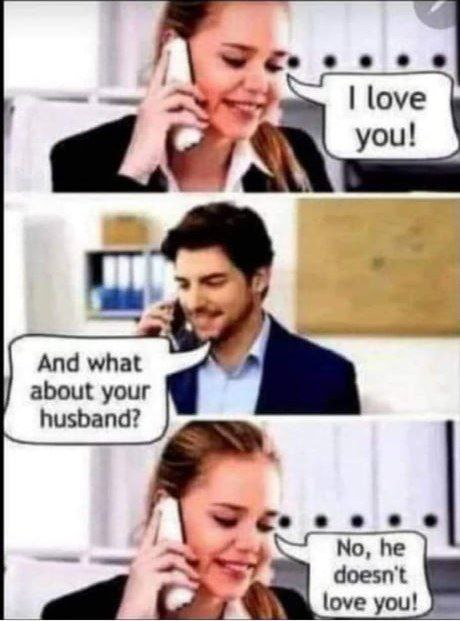 I love
you!
And what
about your
husband?
No, he
doesn't
love you!